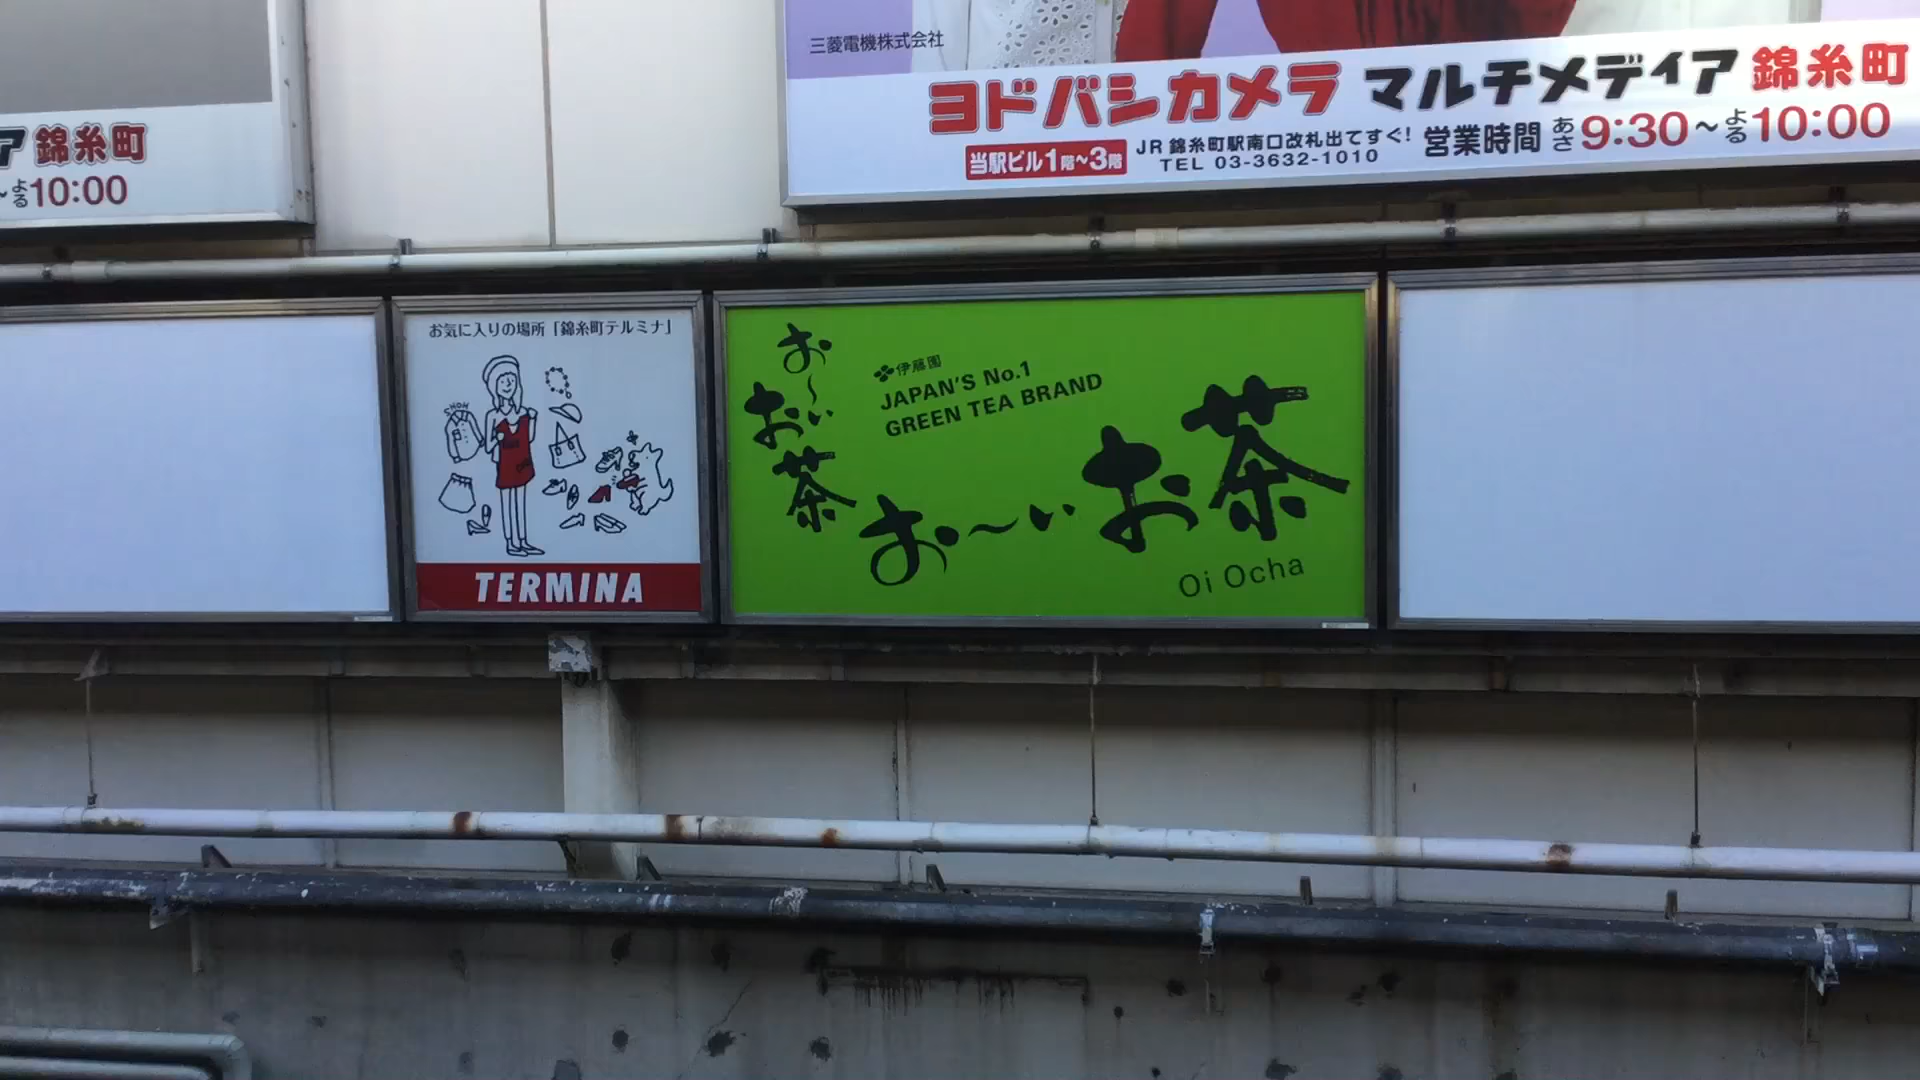 三菱電機株式会社
ヨドバシカメラ マルチメディア 錦糸町
当駅ビル1階~3階 JR 錦糸町駅南口改札出てすぐ! 営業時間 あさ9:30~よる10:00
TEL 03-3632-1010
ア 錦糸町
~よる10:00
お気に入りの場所「錦糸町テルミナ」
TERMINA
お~いお茶
伊藤園
JAPAN'S No.1
GREEN TEA BRAND
お~いお茶
Oi Ocha